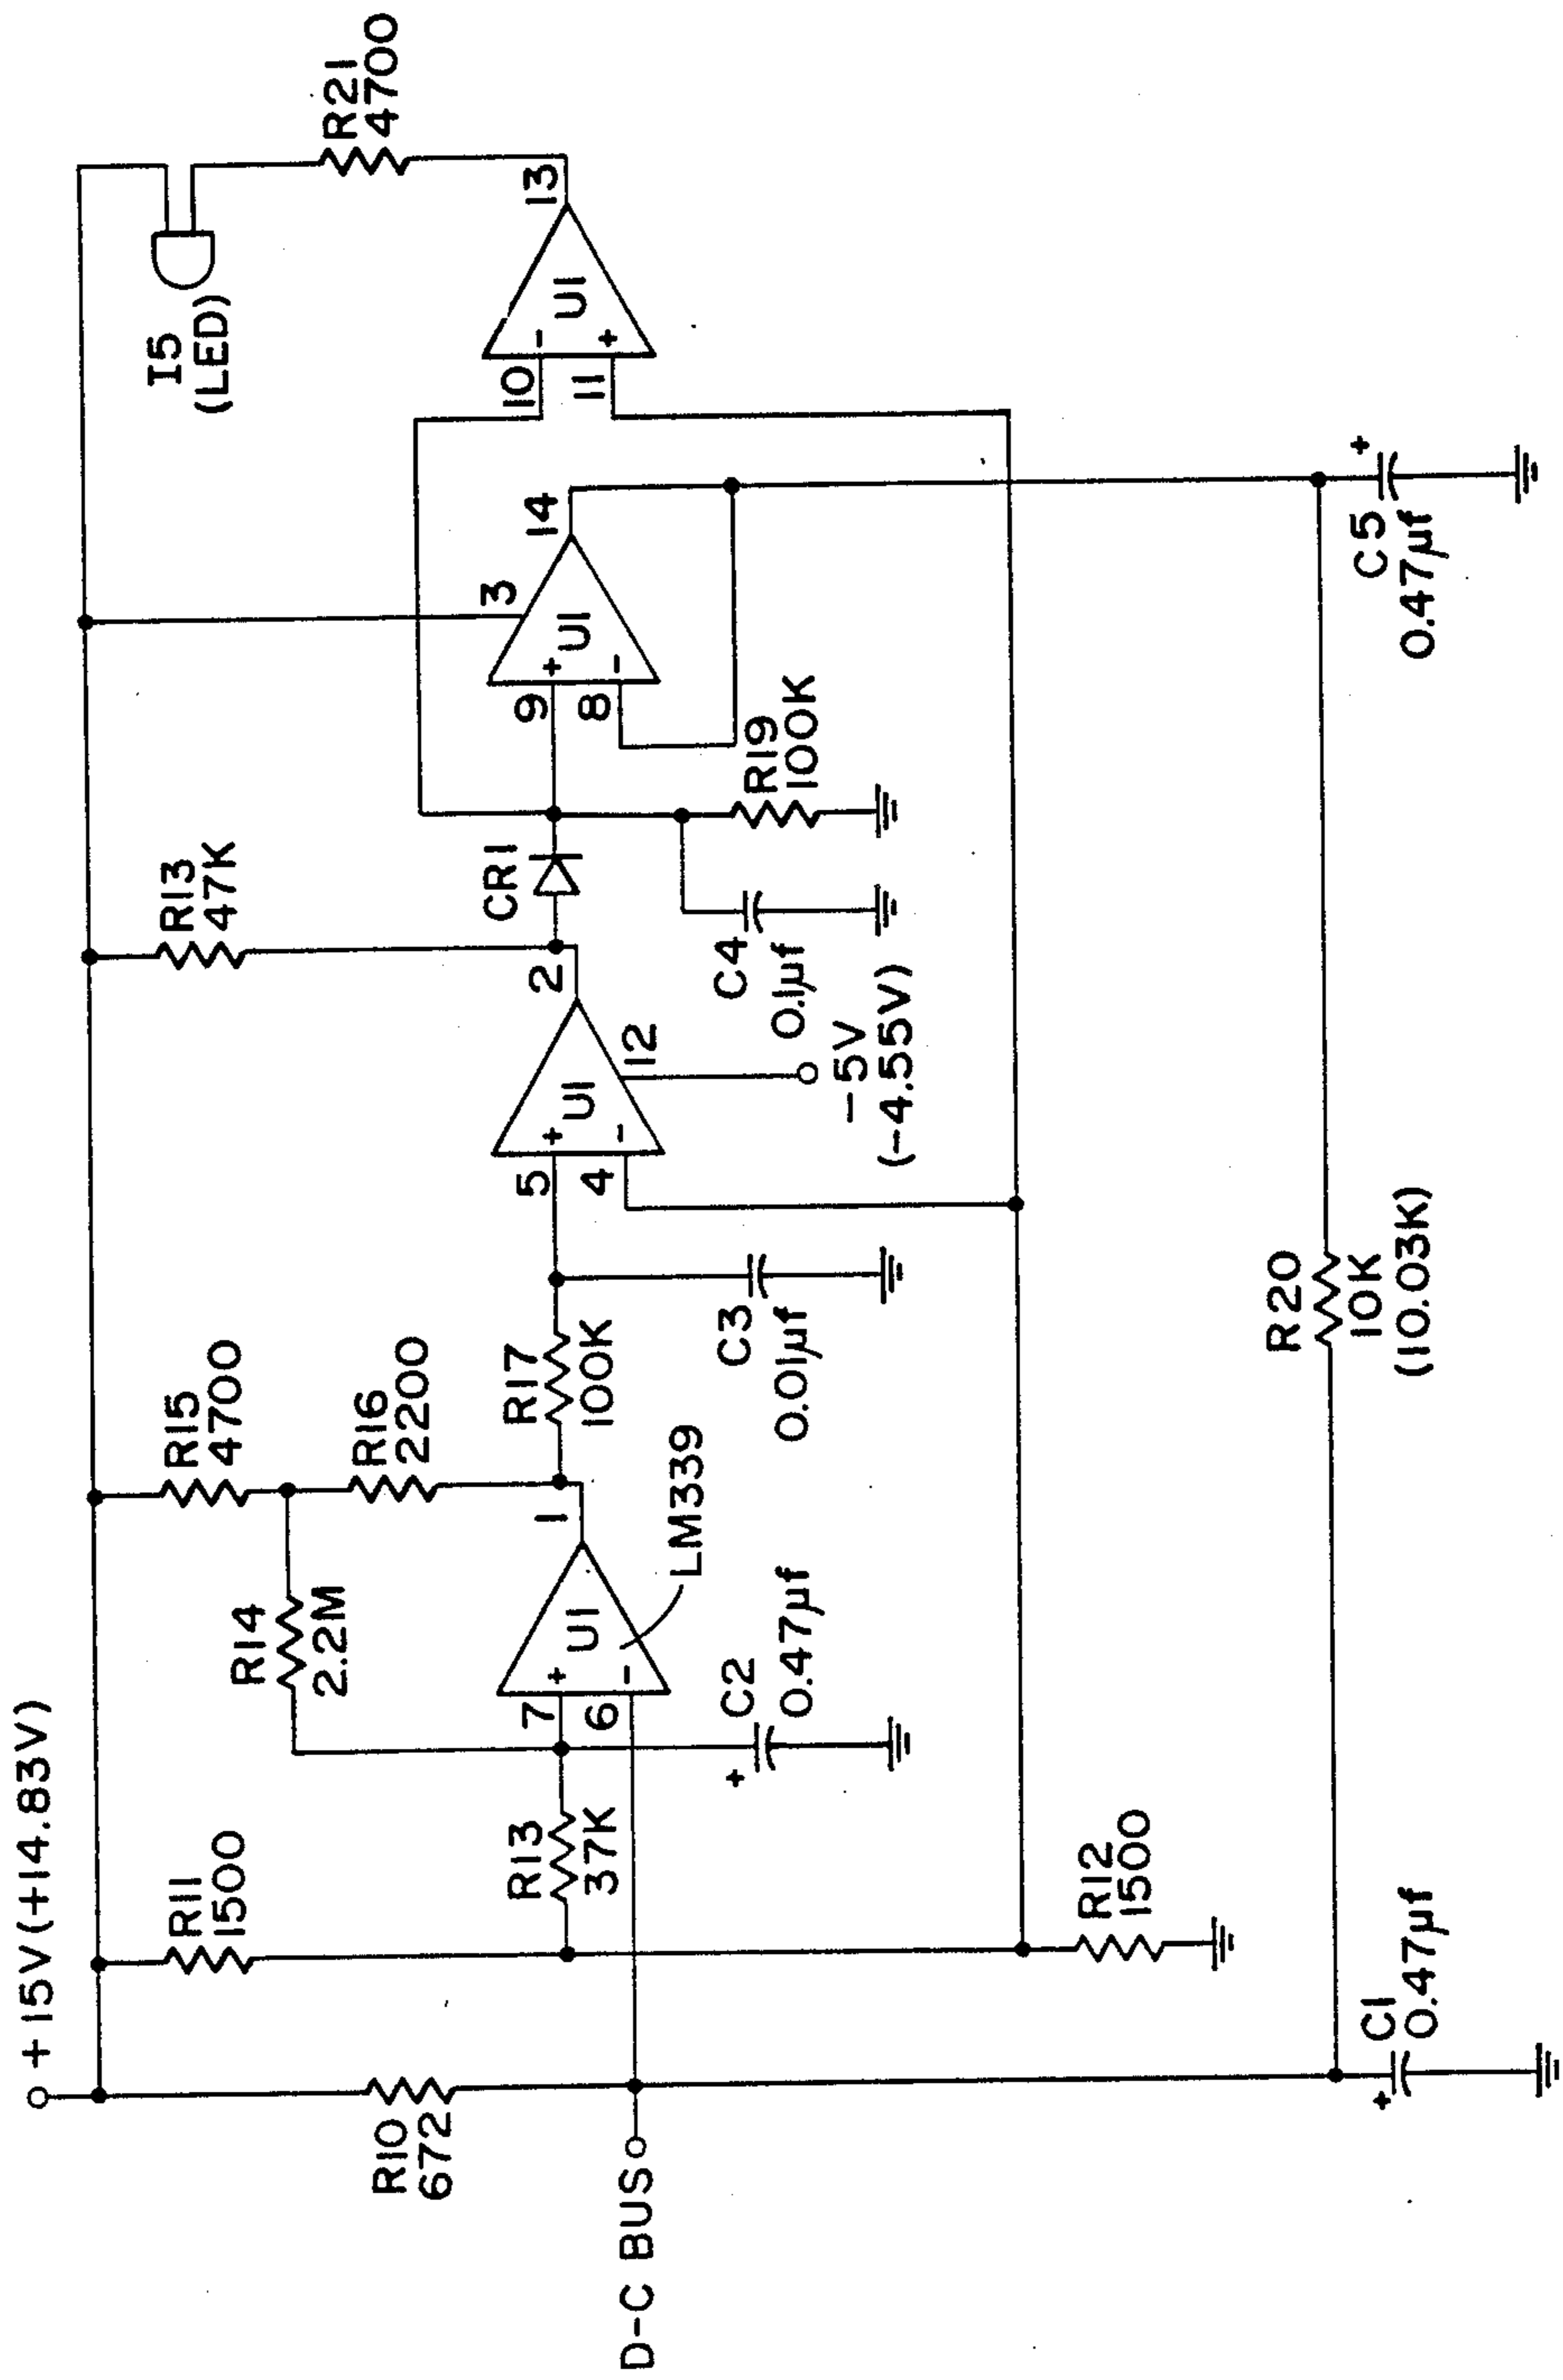 +15V(+14.83V)
R10
672
D-C BUS
R11
1500
R13
37K
7
+
6
-
U1
1
LM339
R14
2.2M
R15
4700
R16
2200
C2
+
0.47µf
R12
1500
R17
100K
C3
0.01µf
5
+
4
-
U1
2
12
-5V
(-4.55V)
R13
47K
CR1
C4
0.1µf
R19
100K
9
+
8
-
U1
3
14
10
-
11
+
U1
13
I5
(LED)
R21
4700
C1
+
0.47µf
R20
10K
(10.03K)
C5
+
0.47µf